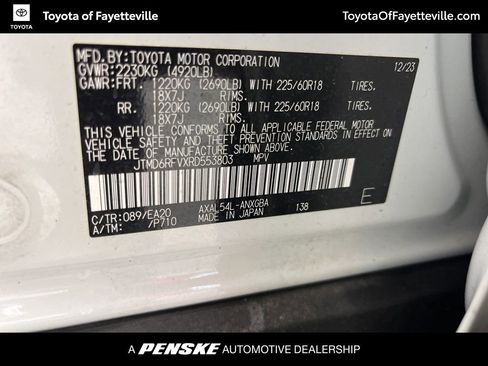 TOYOTA
Toyota of Fayetteville
ToyotaOfFayetteville.com
MFD.BY:TOYOTA MOTOR CORPORATION 12/23
GVWR:2230KG (4920LB)
GAWR:FRT. 1220KG (2690LB) WITH 225/60R18 TIRES.
18X7J RIMS.
RR. 1220KG (2690LB) WITH 225/60R18 TIRES.
18X7J RIMS.
THIS VEHICLE CONFORMS TO ALL APPLICABLE FEDERAL MOTOR
VEHICLE SAFETY AND THEFT PREVENTION STANDARDS IN EFFECT
ON THE DATE OF MANUFACTURE SHOWN ABOVE.
JTMD6RFVXRD553803 MPV
E
C/TR:089/EA20 AXAL54L-ANXGBA
A/TM: /P710 MADE IN JAPAN 138
A PENSKE AUTOMOTIVE DEALERSHIP